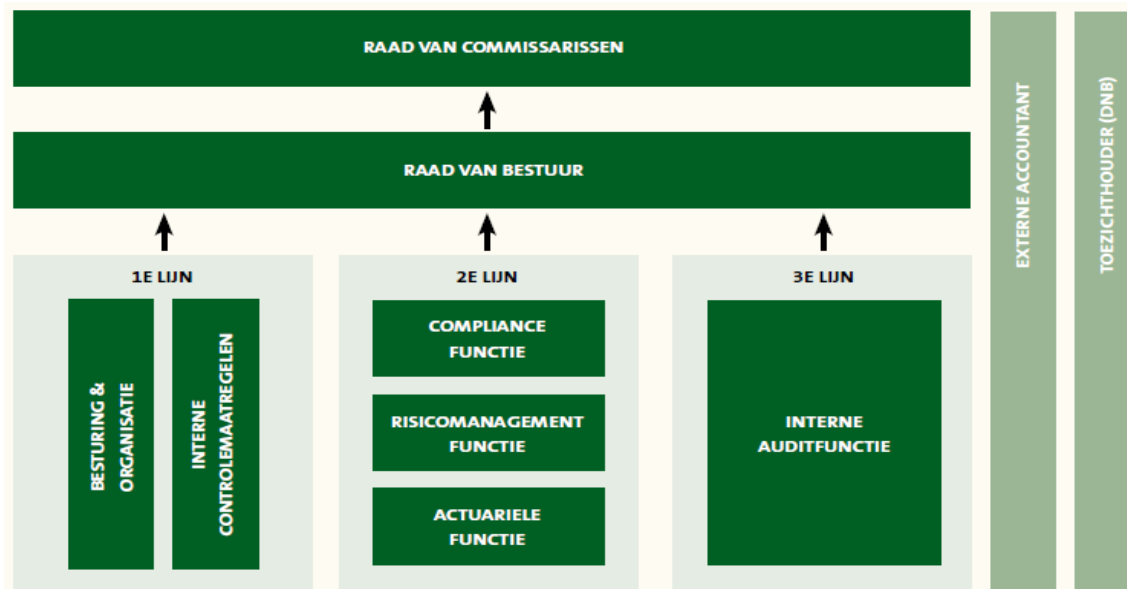 RAAD VAN COMMISSARISSEN
RAAD VAN BESTUUR
1E LIJN
BESTURING &
ORGANISATIE
INTERNE
CONTROLEMAATREGELEN
2E LIJN
COMPLIANCE
FUNCTIE
RISICOMANAGEMENT
FUNCTIE
ACTUARIELE
FUNCTIE
3E LIJN
INTERNE
AUDITFUNCTIE
EXTERNE ACCOUNTANT
TOEZICHTHOUDER (DNB)